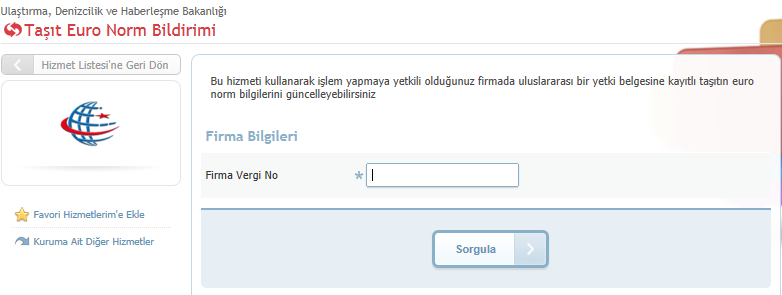 Ulaştırma, Denizcilik ve Haberleşme Bakanlığı
Taşıt Euro Norm Bildirimi
Hizmet Listesi'ne Geri Dön
Bu hizmeti kullanarak işlem yapmaya yetkili olduğunuz firmada uluslararası bir yetki belgesine kayıtlı taşıtın euro
norm bilgilerini güncelleyebilirsiniz
Firma Bilgileri
Firma Vergi No *
Favori Hizmetlerim'e Ekle
Kuruma Ait Diğer Hizmetler
Sorgula